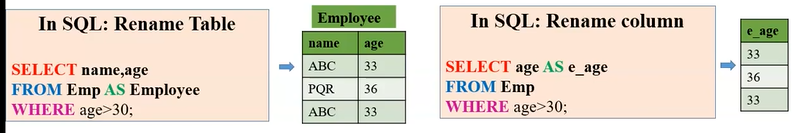 In SQL: Rename Table
SELECT name,age
FROM Emp AS Employee
WHERE age>30;
Employee
name age
ABC 33
PQR 36
ABC 33
In SQL: Rename column
SELECT age AS e_age
FROM Emp
WHERE age>30;
e_age
33
36
33